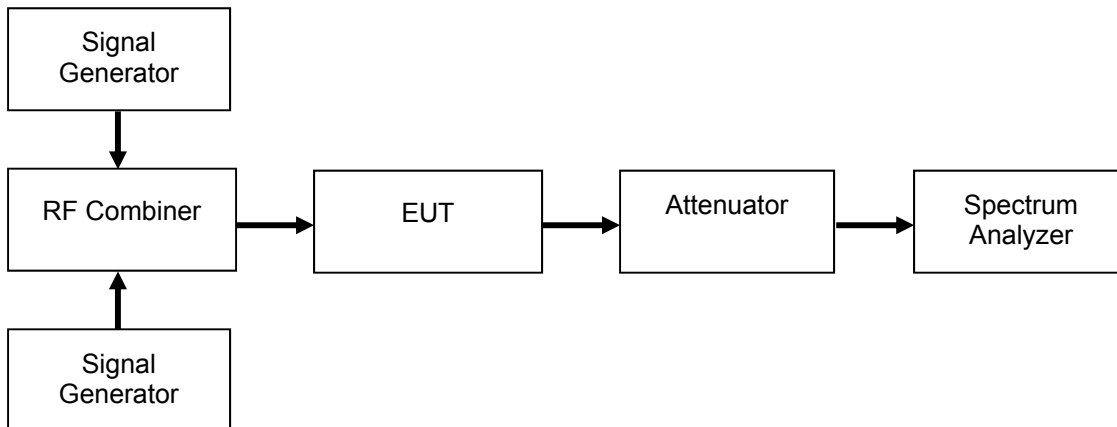 Signal
Generator
RF Combiner
EUT
Attenuator
Spectrum
Analyzer
Signal
Generator